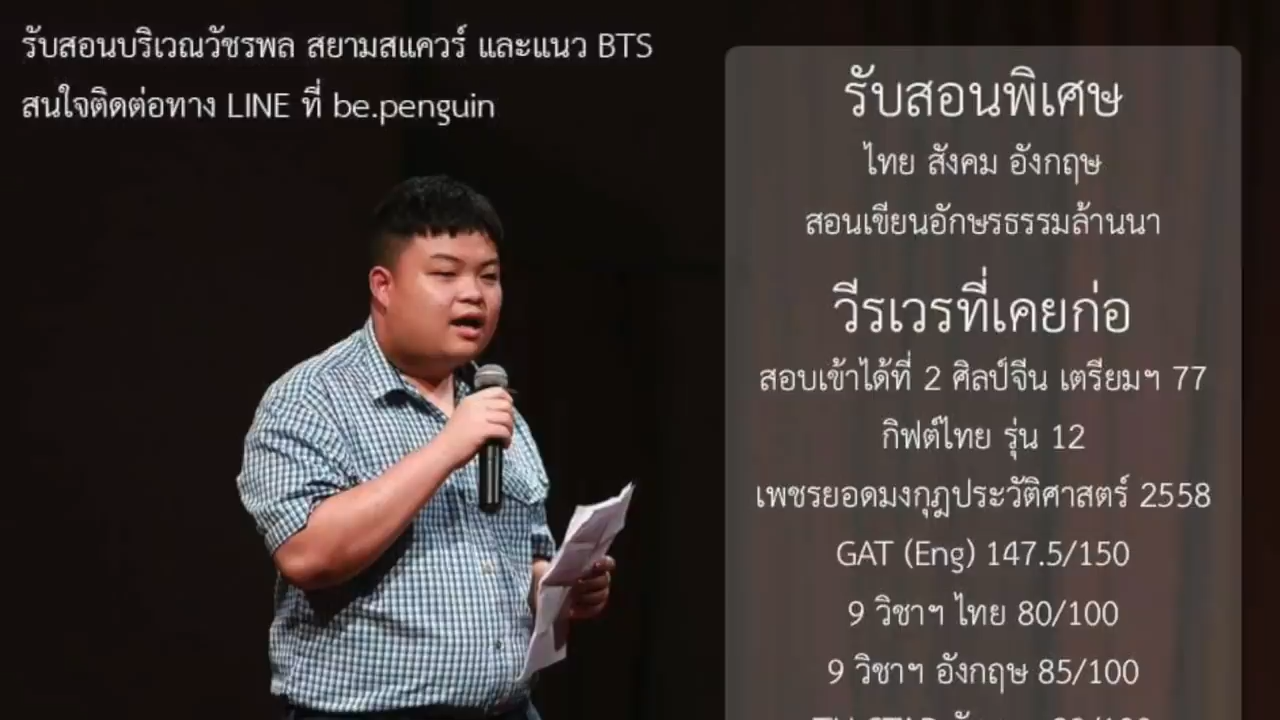 รับสอนบริเวณวัชรพล สยามสแควร์ และแนว BTS
สนใจติดต่อทาง LINE ที่ be.penguin
รับสอนพิเศษ
ไทย สังคม อังกฤษ
สอนเขียนอักษรธรรมล้านนา
วีรเวรที่เคยก่อ
สอบเข้าได้ที่ 2 ศิลป์จีน เตรียมฯ 77
กิฟต์ไทย รุ่น 12
เพชรยอดมงกุฎประวัติศาสตร์ 2558
GAT (Eng) 147.5/150
9 วิชาฯ ไทย 80/100
9 วิชาฯ อังกฤษ 85/100